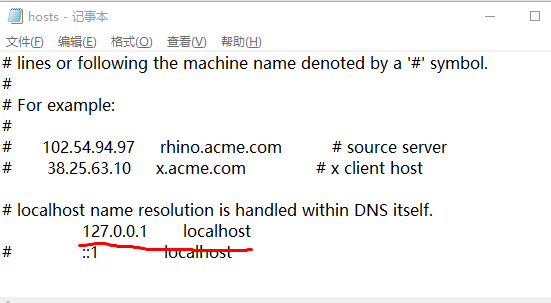 hosts - 记事本
文件(F) 编辑(E) 格式(O) 查看(V) 帮助(H)
# lines or following the machine name denoted by a '#' symbol.
#
# For example:
#
# 102.54.94.97 rhino.acme.com # source server
# 38.25.63.10 x.acme.com # x client host
# localhost name resolution is handled within DNS itself.
127.0.0.1 localhost
# ::1 localhost